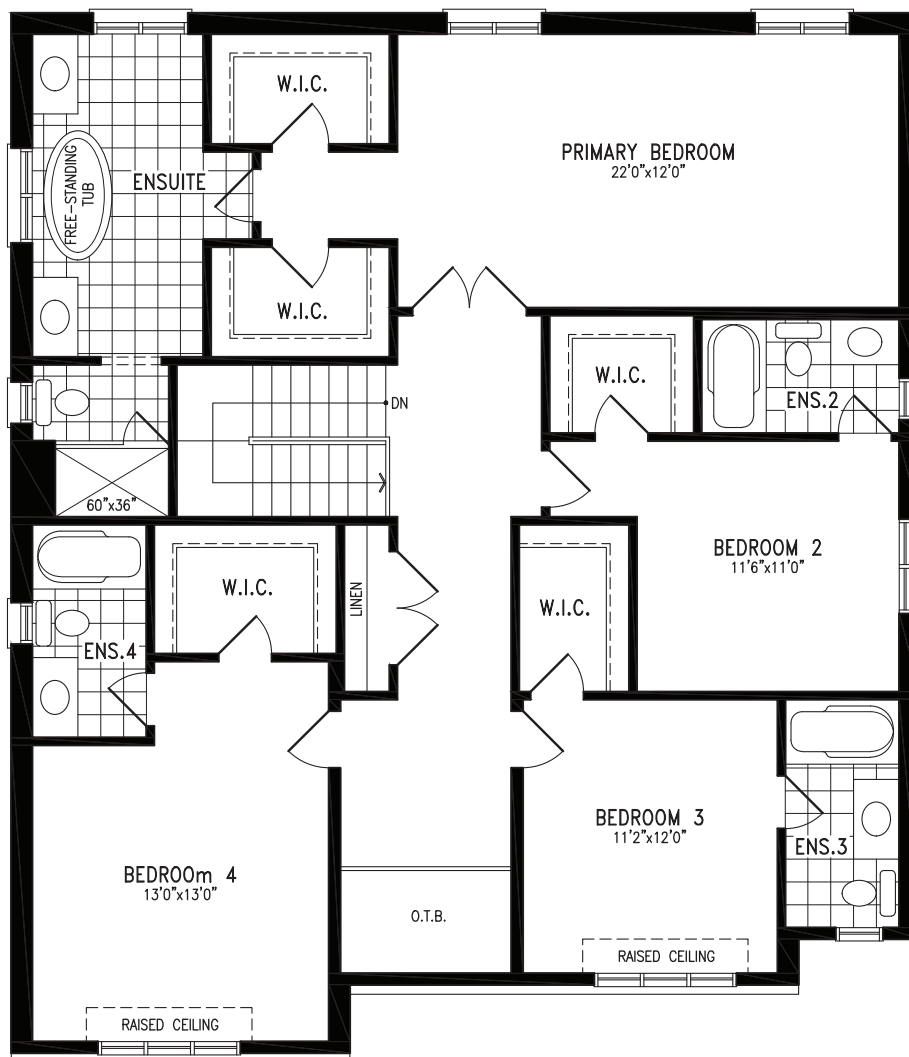 W.I.C.
PRIMARY BEDROOM
22'0"x12'0"
FREE-STANDING
TUB
ENSUITE
W.I.C.
W.I.C.
ENS.2
DN
60"x36"
BEDROOM 2
11'6"x11'0"
W.I.C.
LINEN
W.I.C.
ENS.4
BEDROOM 3
11'2"x12'0"
ENS.3
BEDROOm 4
13'0"x13'0"
O.T.B.
RAISED CEILING
RAISED CEILING